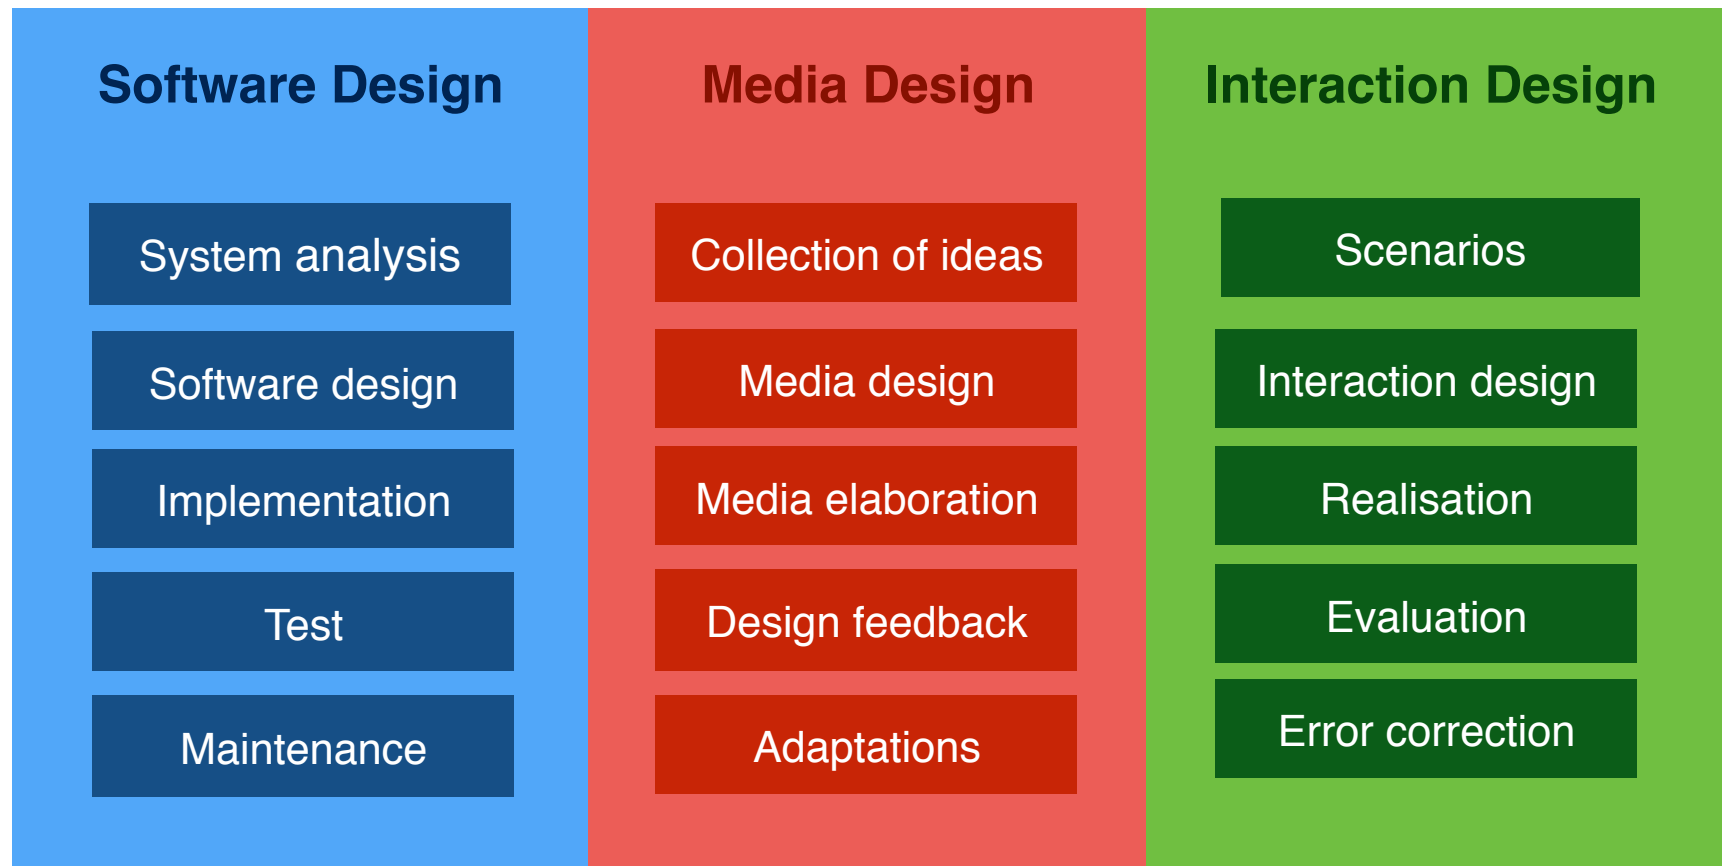 Software Design
System analysis
Software design
Implementation
Test
Maintenance
Media Design
Collection of ideas
Media design
Media elaboration
Design feedback
Adaptations
Interaction Design
Scenarios
Interaction design
Realisation
Evaluation
Error correction